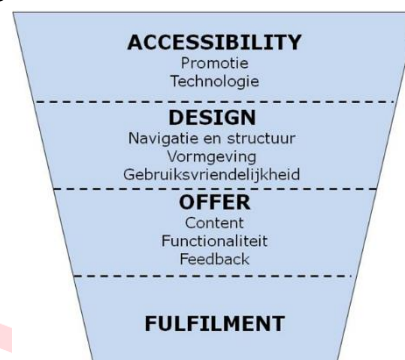 ACCESSIBILITY
Promotie
Technologie
DESIGN
Navigatie en structuur
Vormgeving
Gebruiksvriendelijkheid
OFFER
Content
Functionaliteit
Feedback
FULFILMENT